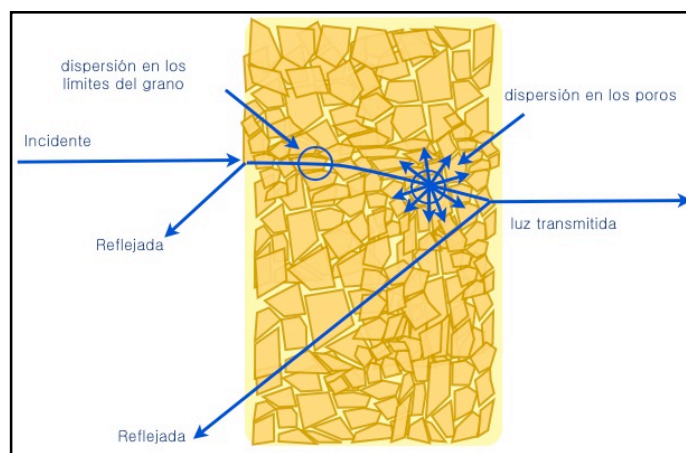 dispersión en los
límites del grano
dispersión en los poros
Incidente
Reflejada
luz transmitida
Reflejada